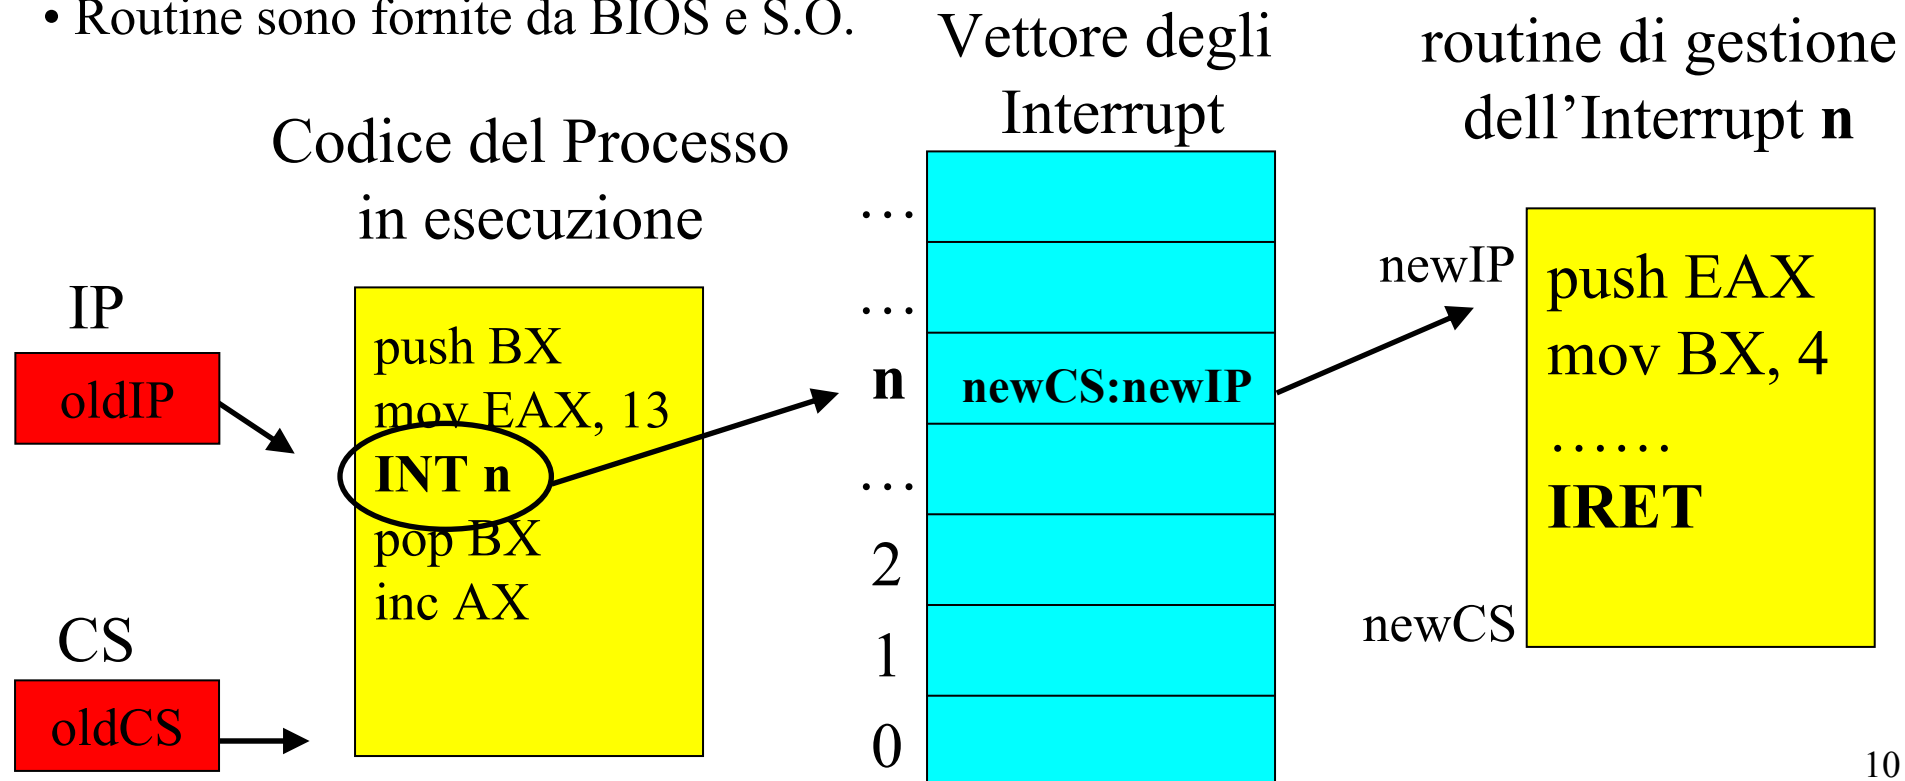 • Routine sono fornite da BIOS e S.O.
Vettore degli
Interrupt
routine di gestione
dell’Interrupt n
Codice del Processo
in esecuzione
IP
oldIP
CS
oldCS
push BX
mov EAX, 13
INT n
pop BX
inc AX
…
…
n
newCS:newIP
…
2
1
0
newIP
newCS
push EAX
mov BX, 4
……
IRET
10